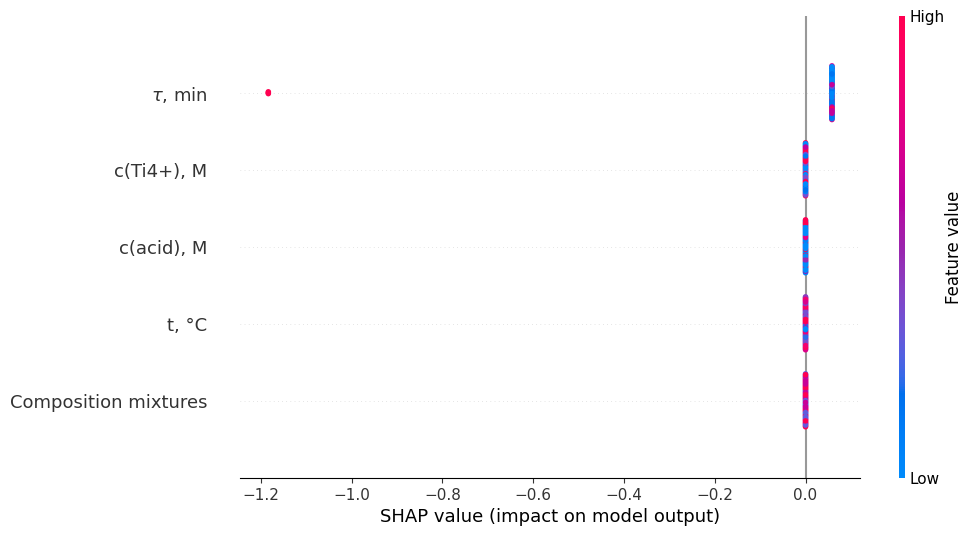 High
τ, min
c(Ti4+), M
c(acid), M
t, °C
Composition mixtures
Feature value
Low
−1.2 −1.0 −0.8 −0.6 −0.4 −0.2 0.0
SHAP value (impact on model output)